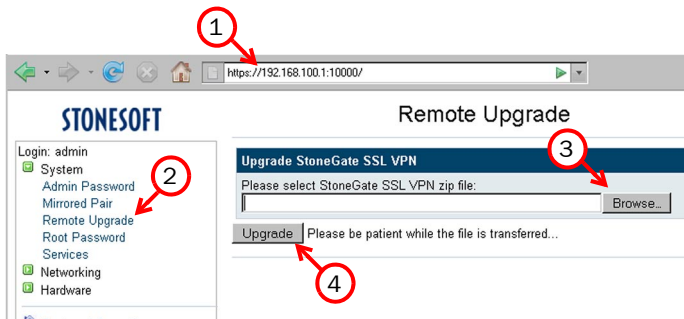 1
https://192.168.100.1:10000/
STONESOFT
Remote Upgrade
Login: admin
System
Admin Password
Mirrored Pair
Remote Upgrade
Root Password
Services
Networking
Hardware
2
Upgrade StoneGate SSL VPN
3
Please select StoneGate SSL VPN zip file:
Browse...
Upgrade Please be patient while the file is transferred...
4